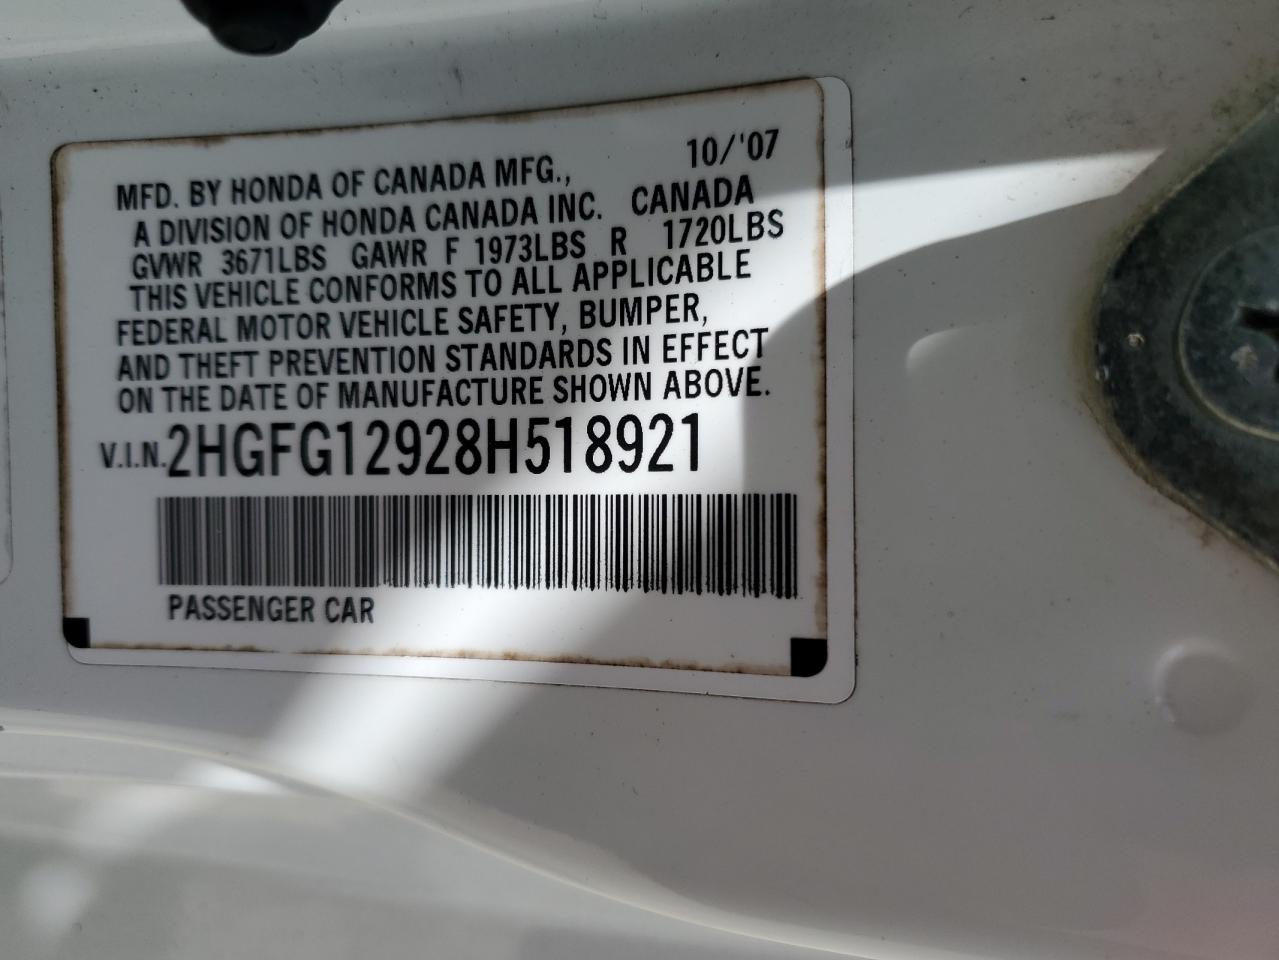 10/'07
MFD. BY HONDA OF CANADA MFG.,
A DIVISION OF HONDA CANADA INC. CANADA
GVWR 3671LBS GAWR F 1973LBS R 1720LBS
THIS VEHICLE CONFORMS TO ALL APPLICABLE
FEDERAL MOTOR VEHICLE SAFETY, BUMPER,
AND THEFT PREVENTION STANDARDS IN EFFECT
ON THE DATE OF MANUFACTURE SHOWN ABOVE.
V.I.N. 2HGFG12928H518921
PASSENGER CAR